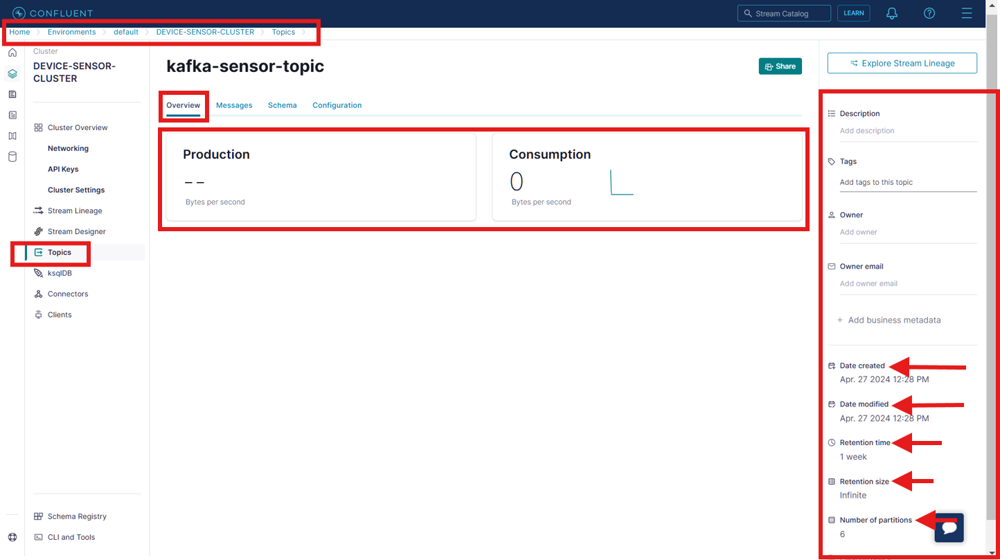 CONFLUENT
Stream Catalog
LEARN
Home > Environments > default > DEVICE-SENSOR-CLUSTER > Topics >
Cluster
DEVICE-SENSOR-
CLUSTER
Cluster Overview
Networking
API Keys
Cluster Settings
Stream Lineage
Stream Designer
Topics
ksqlDB
Connectors
Clients
Schema Registry
CLI and Tools
kafka-sensor-topic
Share
Overview Messages Schema Configuration
Production
--
Bytes per second
Consumption
0
Bytes per second
Explore Stream Lineage
Description
Add description
Tags
Add tags to this topic
Owner
Add owner
Owner email
Add owner email
+ Add business metadata
Date created
Apr. 27 2024 12:28 PM
Date modified
Apr. 27 2024 12:28 PM
Retention time
1 week
Retention size
Infinite
Number of partitions
6